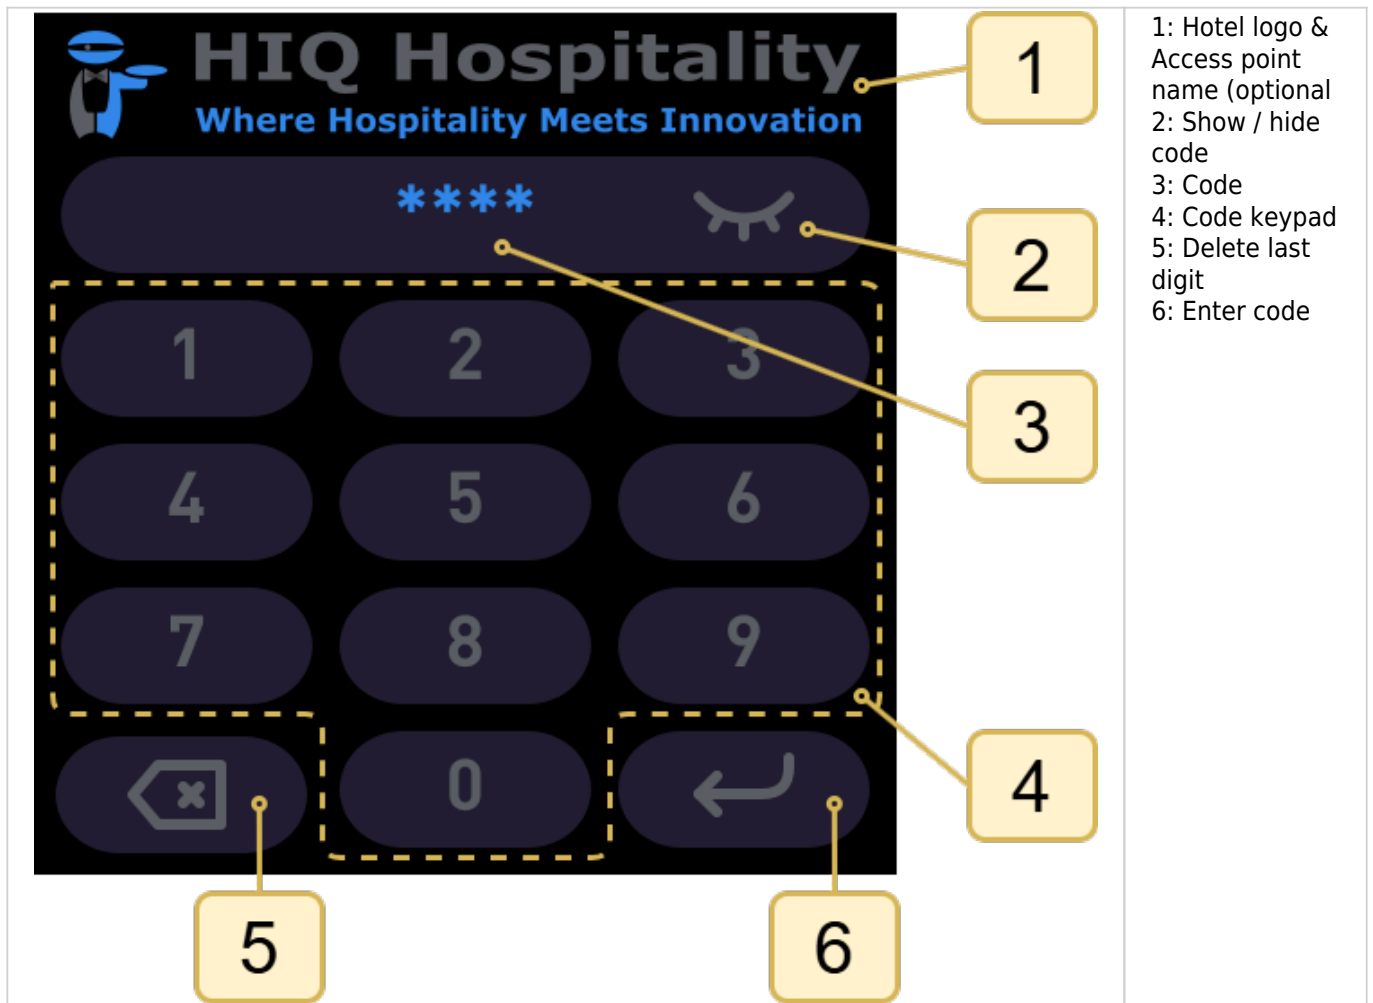 HIQ Hospitality
Where Hospitality Meets Innovation
1
****
2
1 2 3
3
4 5 6
7 8 9
0
4
5
6
1: Hotel logo &
Access point
name (optional
2: Show / hide
code
3: Code
4: Code keypad
5: Delete last
digit
6: Enter code